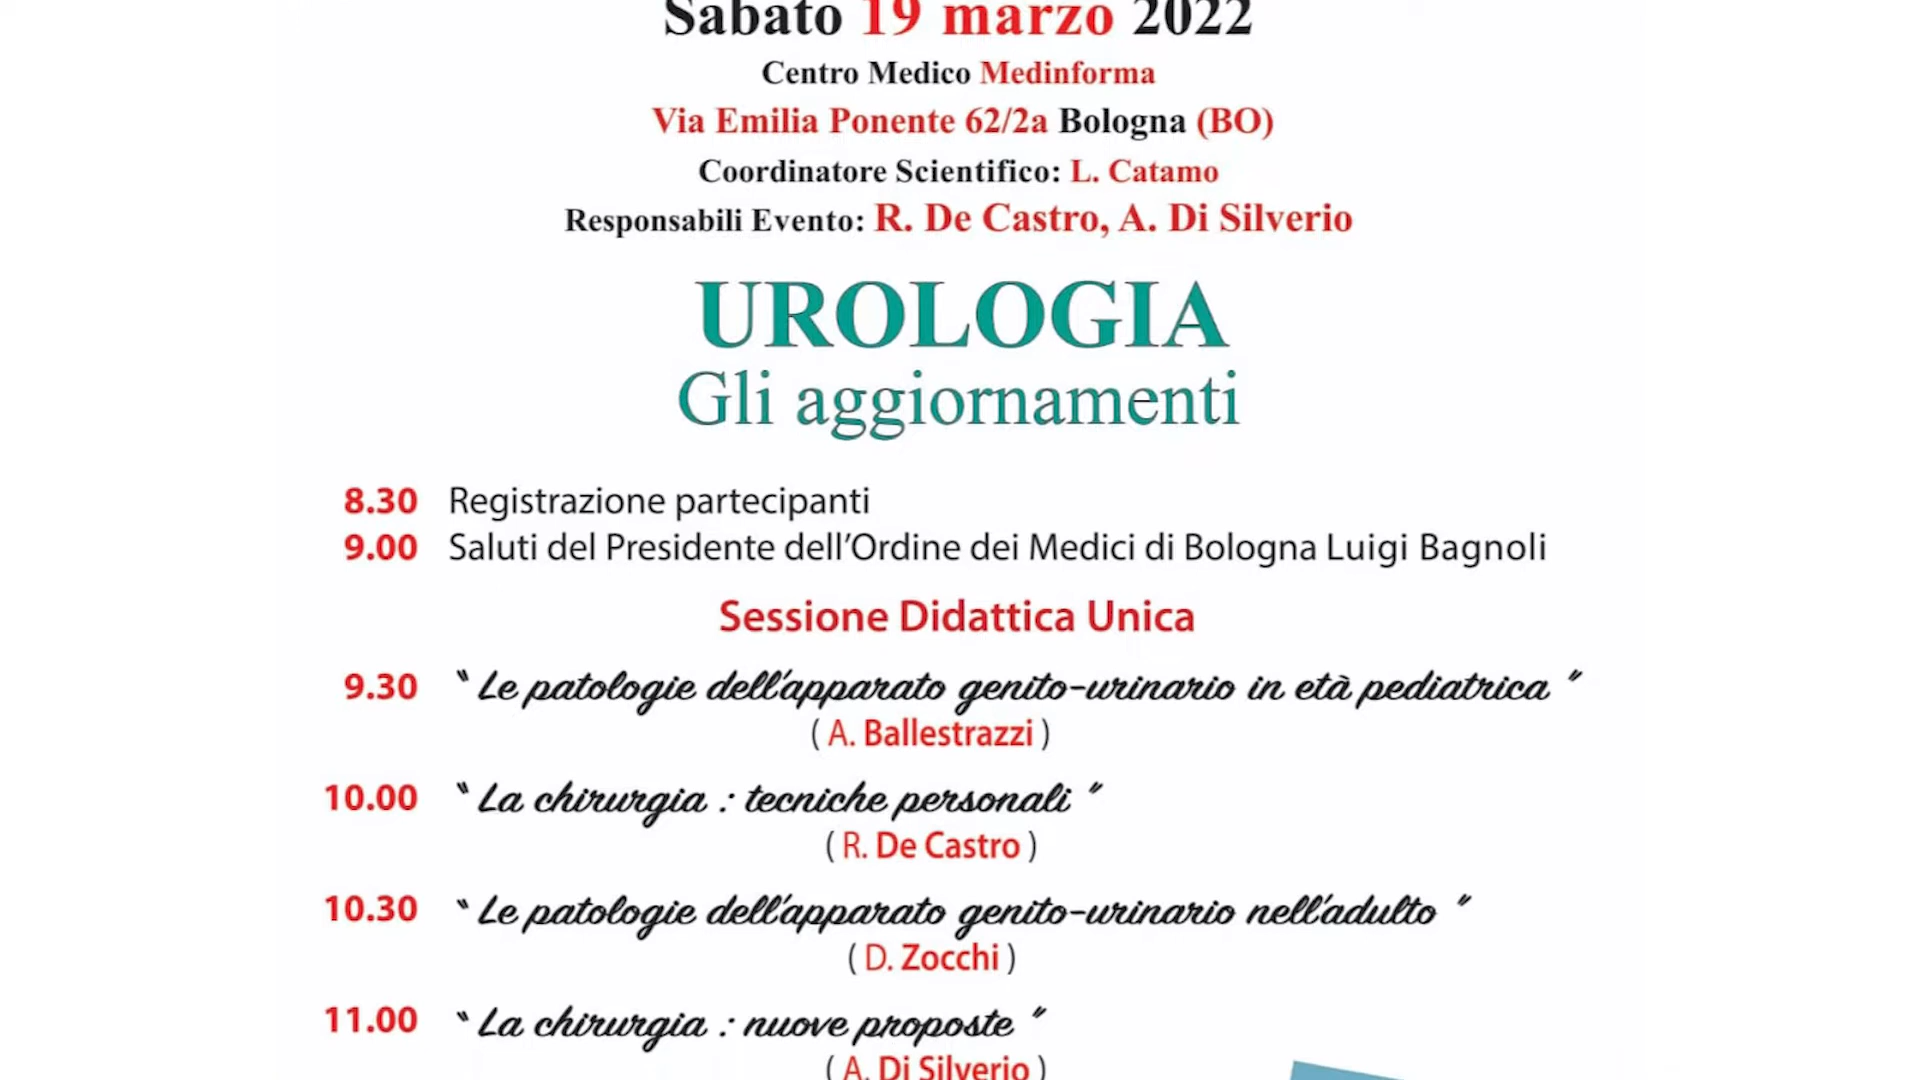 Sabato 19 marzo 2022
Centro Medico Medinforma
Via Emilia Ponente 62/2a Bologna (BO)
Coordinatore Scientifico: L. Catamo
Responsabili Evento: R. De Castro, A. Di Silverio
UROLOGIA
Gli aggiornamenti
8.30 Registrazione partecipanti
9.00 Saluti del Presidente dell'Ordine dei Medici di Bologna Luigi Bagnoli
Sessione Didattica Unica
9.30 "Le patologie dell'apparato genito-urinario in età pediatrica"
( A. Ballestrazzi )
10.00 "La chirurgia : tecniche personali"
( R. De Castro )
10.30 "Le patologie dell'apparato genito-urinario nell'adulto"
( D. Zocchi )
11.00 "La chirurgia : nuove proposte"
( A. Di Silverio )